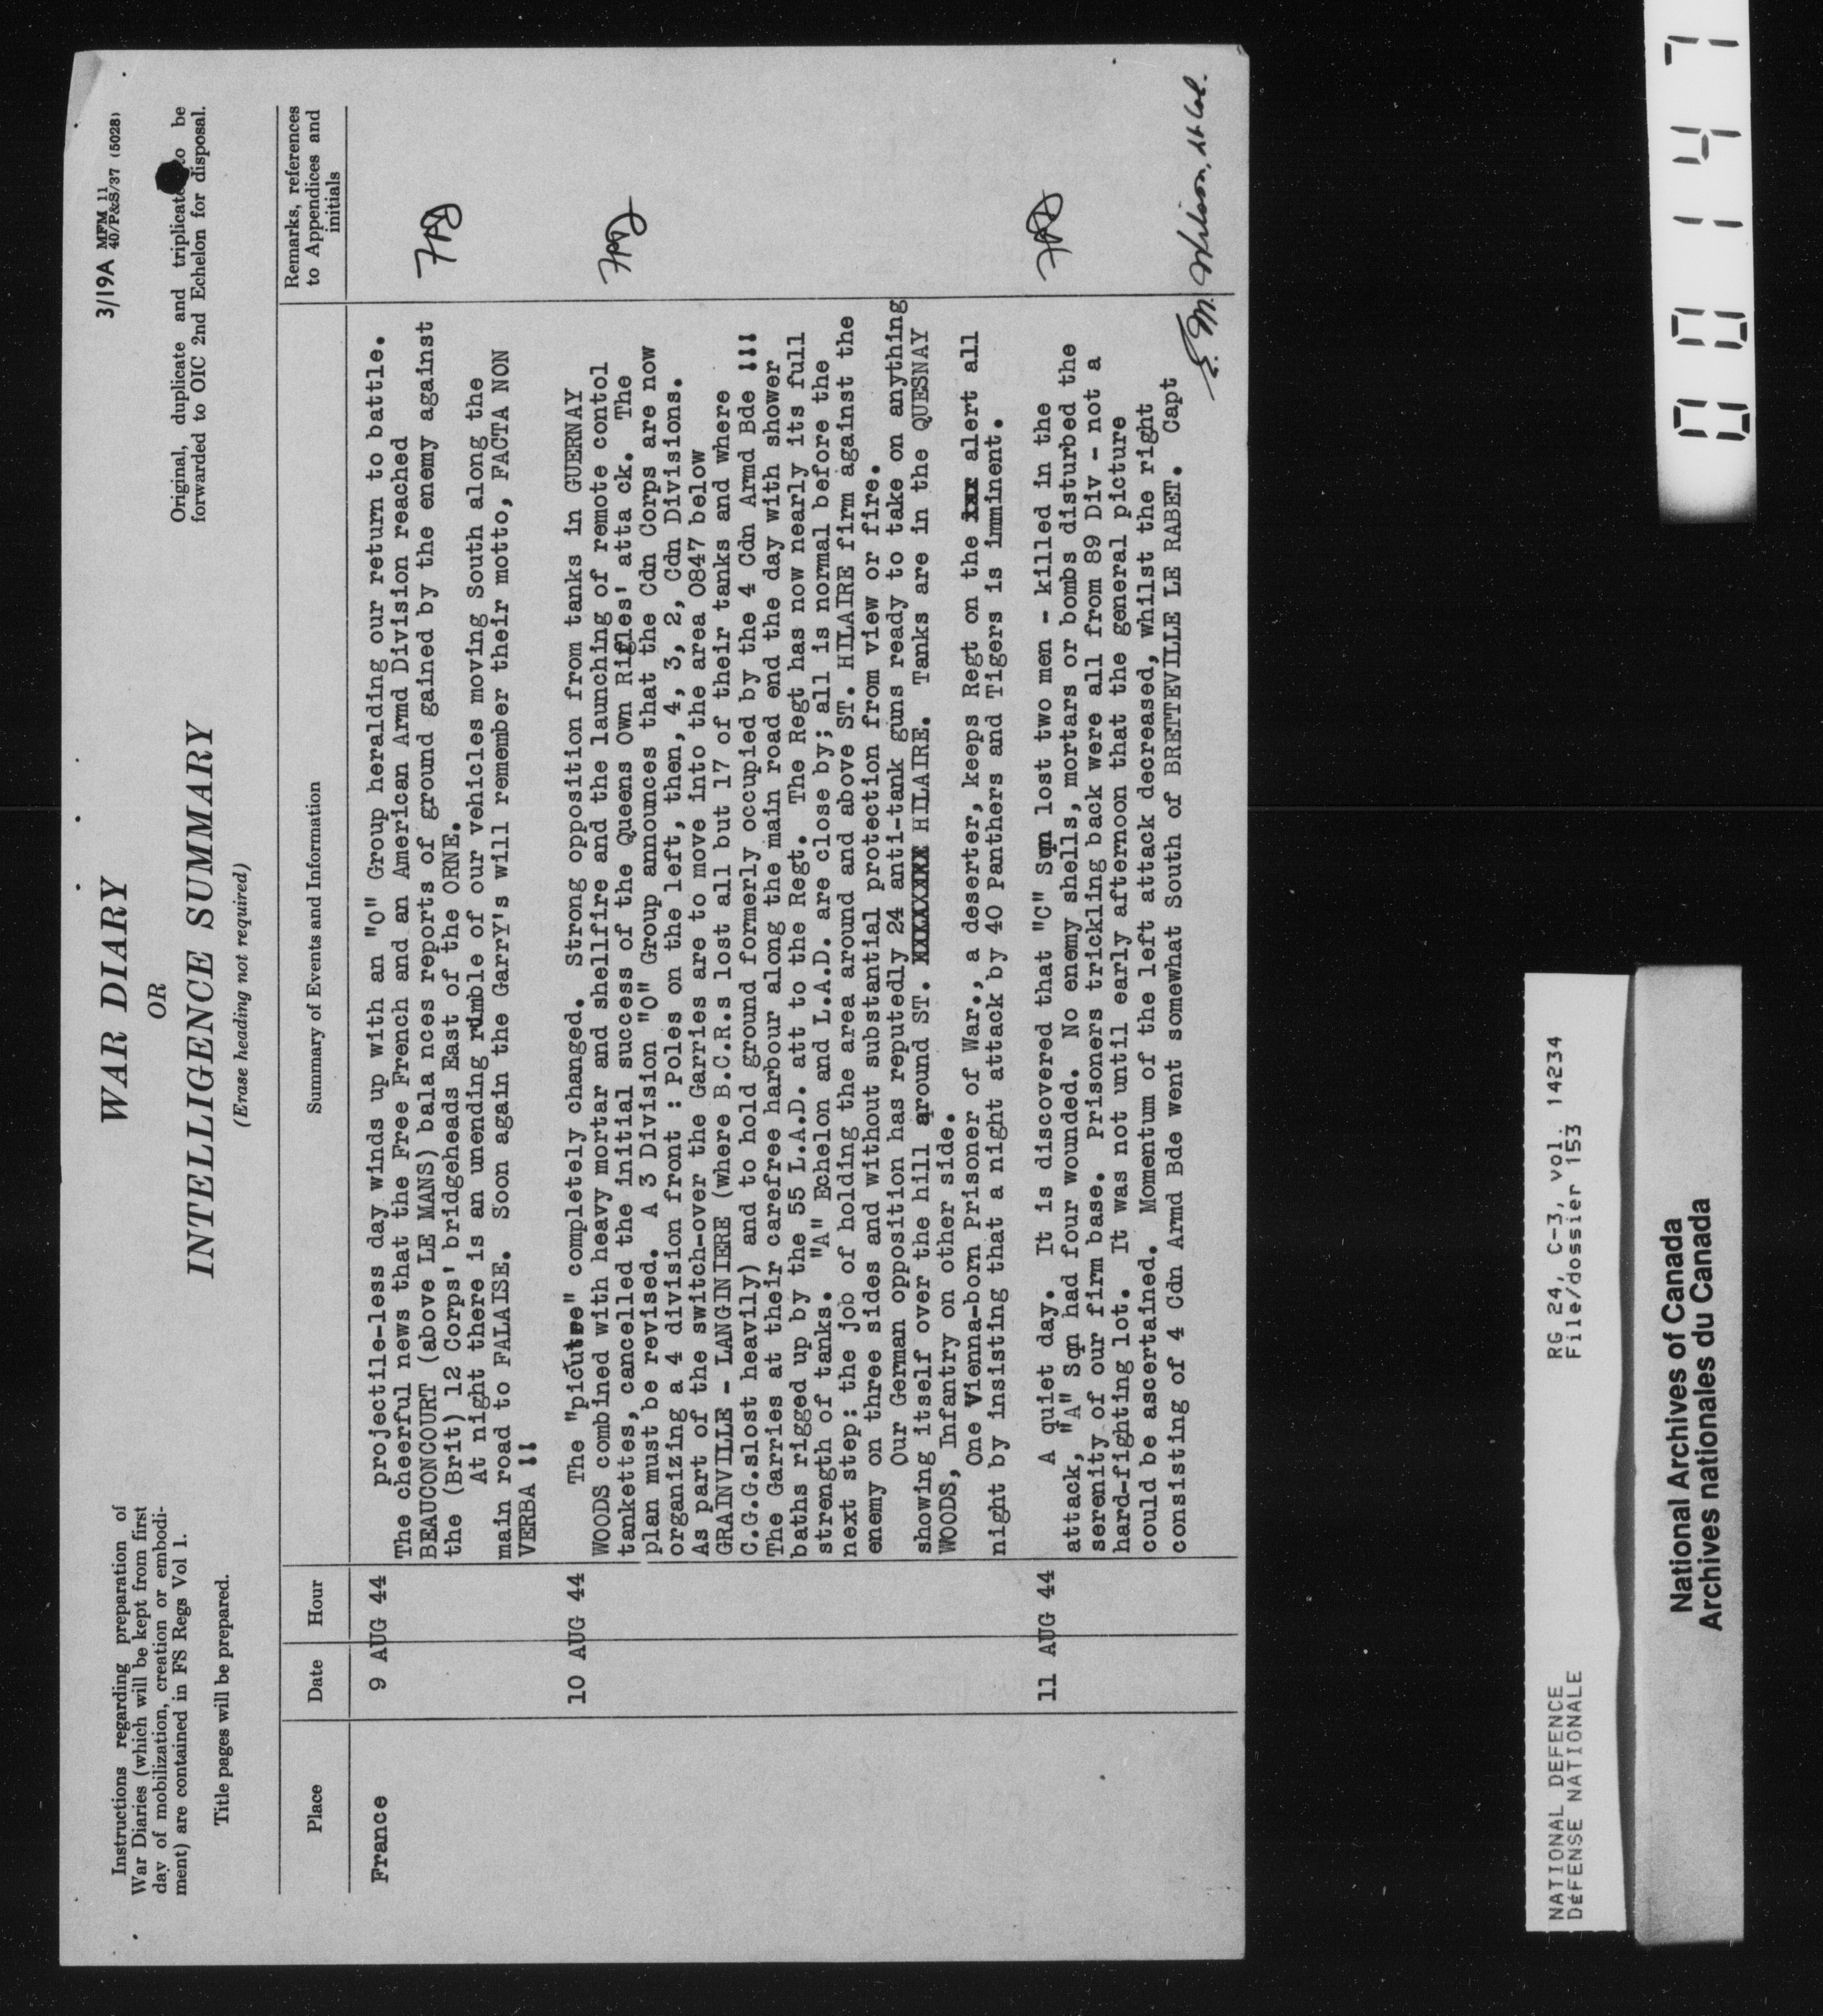 Instructions regarding preparation of
War Diaries (which will be kept from first
day of mobilization, creation or embodi-
ment) are contained in FS Regs Vol 1.
Title pages will be prepared.
WAR DIARY
OR
INTELLIGENCE SUMMARY
(Erase heading not required)
3/19A MFM 11
40/P&S/37 (5028)
Original, duplicate and triplicate to be
forwarded to OIC 2nd Echelon for disposal.
Place Date Hour Summary of Events and Information Remarks, references
to Appendices and
initials
France 9 AUG 44 projectile-less day winds up with an "O" Group heralding our return to battle.
The cheerful news that the Free French and an American Armd Division reached
BEAUCONCOURT (above LE MANS) bala nces reports of ground gained by the enemy against
the (Brit) 12 Corps' bridgeheads East of the ORNE.
At night there is an unending rumble of our vehicles moving South along the
main road to FALAISE. Soon again the Garry's will remember their motto, FACTA NON
VERBA !!
10 AUG 44 The "picutre" completely changed. Strong opposition from tanks in GUERNAY
WOODS combined with heavy mortar and shellfire and the launching of remote contol
tankettes, cancelled the initial success of the Queens Own Rifles' atta ck. The
plan must be revised. A 3 Division "O" Group announces that the Cdn Corps are now
organizing a 4 division front : Poles on the left, then, 4, 3, 2, Cdn Divisions.
As part of the switch-over the Garries are to move into the area 0847 below
GRAINVILLE - LANGINIERE (where B.C.R.s lost all but 17 of their tanks and where
C.G.G.slost heavily) and to hold ground formerly occupied by the 4 Cdn Armd Bde !!!
The Garries at their carefree harbour along the main road end the day with shower
baths rigged up by the 55 L.A.D. att to the Regt. The Regt has now nearly its full
strength of tanks. "A" Echelon and L.A.D. are close by; all is normal before the
next step: the job of holding the area around and above ST. HILAIRE firm against the
enemy on three sides and without substantial protection from view or fire.
Our German opposition has reputedly 24 anti-tank guns ready to take on anything
showing itself over the hill around ST. HILAIRE. Tanks are in the QUESNAY
WOODS, Infantry on other side.
One Vienna-born Prisoner of War., a deserter, keeps Regt on the alert all
night by insisting that a night attack by 40 Panthers and Tigers is imminent.
11 AUG 44 A quiet day. It is discovered that "C" Sqn lost two men - killed in the
attack, "A" Sqn had four wounded. No enemy shells, mortars or bombs disturbed the
serenity of our firm base. Prisoners trickling back were all from 89 Div - not a
hard-fighting lot. It was not until early afternoon that the general picture
could be ascertained. Momentum of the left attack decreased, whilst the right
consisting of 4 Cdn Armd Bde went somewhat South of BRETTEVILLE LE RABET. Capt
E. M. Wilson, Lt Col.
00147
NATIONAL DEFENCE RG 24, C-3, vol. 14234
DéFENSE NATIONALE File/dossier 153
National Archives of Canada
Archives nationales du Canada